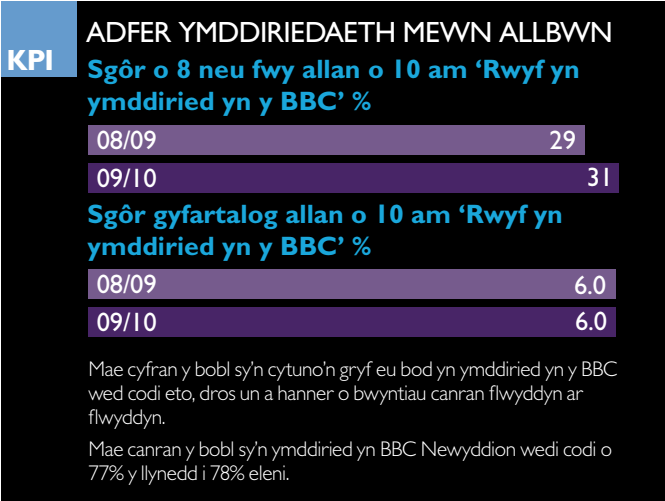 KPI
ADFER YMDDIRIEDAETH MEWN ALLBWN
Sgôr o 8 neu fwy allan o 10 am ‘Rwyf yn
ymddiried yn y BBC’ %
08/09 29
09/10 31
Sgôr gyfartalog allan o 10 am ‘Rwyf yn
ymddiried yn y BBC’ %
08/09 6.0
09/10 6.0
Mae cyfran y bobl sy’n cytuno’n gryf eu bod yn ymddiried yn y BBC
wed codi eto, dros un a hanner o bwyntiau canran flwyddyn ar
flwyddyn.
Mae canran y bobl sy’n ymddiried yn BBC Newyddion wedi codi o
77% y llynedd i 78% eleni.